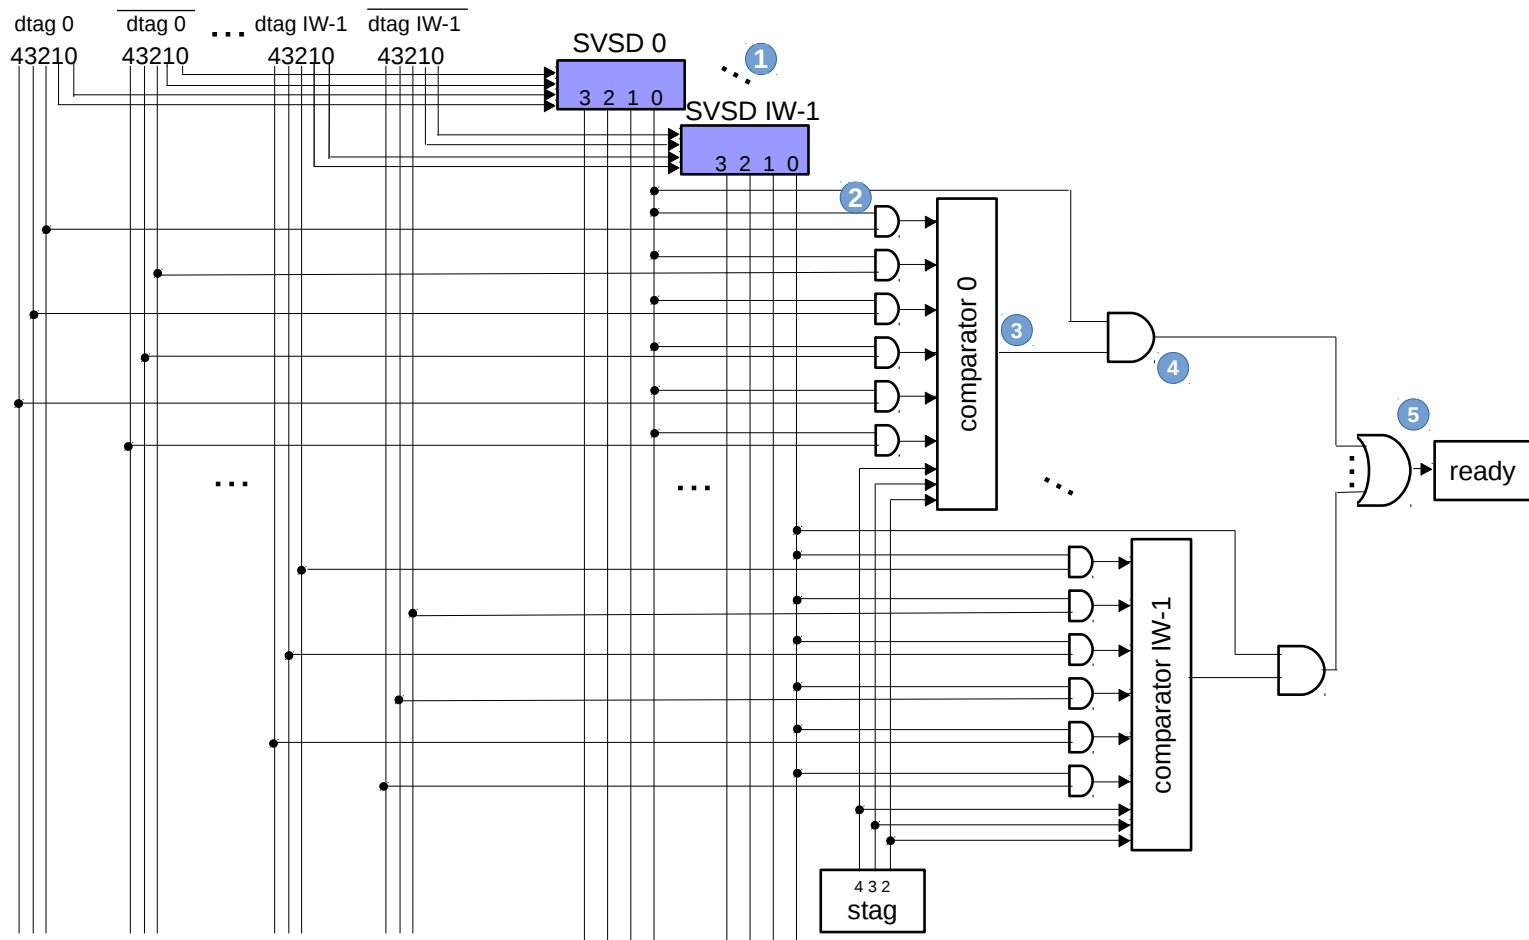 dtag 0 dtag 0 ... dtag IW-1 dtag IW-1
43210 43210 43210 43210
SVSD 0
1
3 2 1 0
SVSD IW-1
3 2 1 0
2
comparator 0
3
4
5
ready
...
...
comparator IW-1
4 3 2
stag